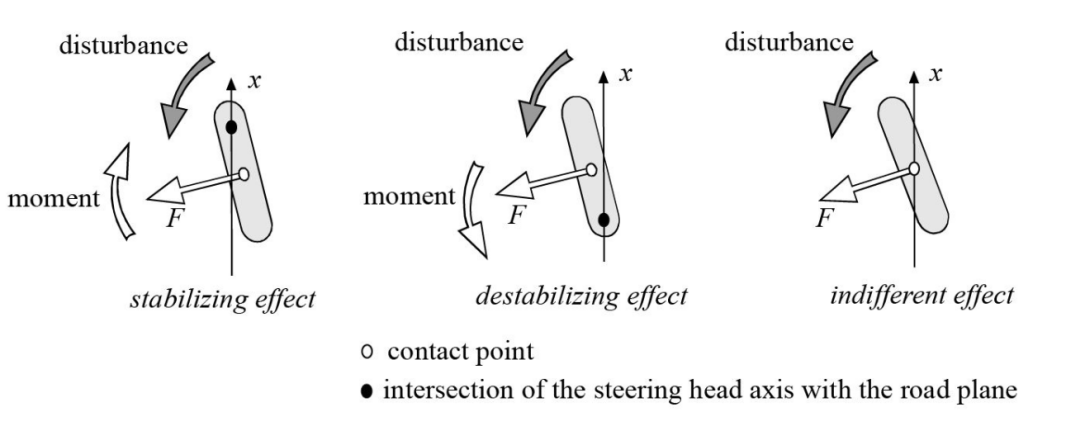 disturbance
x
moment
F
stabilizing effect
disturbance
x
moment
F
destabilizing effect
disturbance
x
F
indifferent effect
contact point
intersection of the steering head axis with the road plane